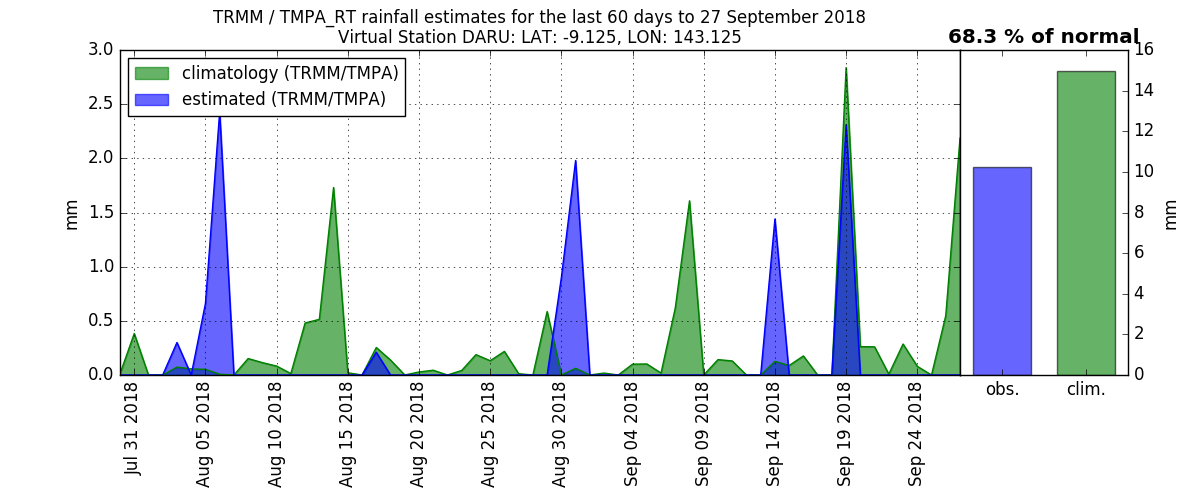 TRMM / TMPA_RT rainfall estimates for the last 60 days to 27 September 2018
Virtual Station DARU: LAT: -9.125, LON: 143.125
68.3 % of normal
climatology (TRMM/TMPA)
estimated (TRMM/TMPA)
mm
3.0
2.5
2.0
1.5
1.0
0.5
0.0
Jul 31 2018
Aug 05 2018
Aug 10 2018
Aug 15 2018
Aug 20 2018
Aug 25 2018
Aug 30 2018
Sep 04 2018
Sep 09 2018
Sep 14 2018
Sep 19 2018
Sep 24 2018
obs.
clim.
16
14
12
10
8
6
4
2
0
mm